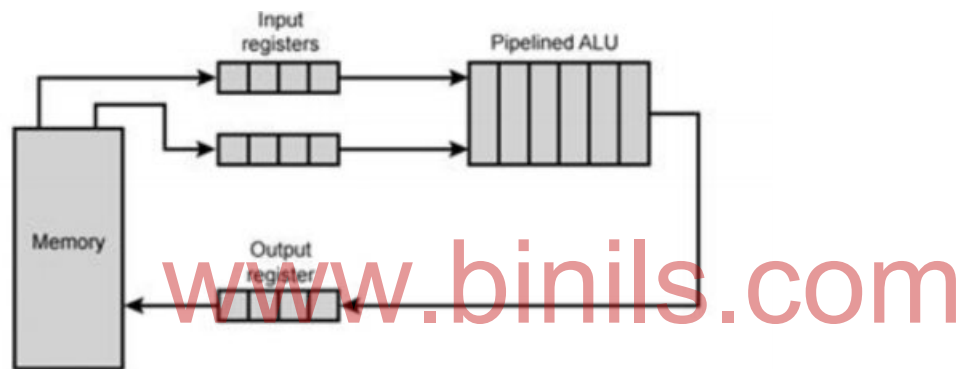 Input
registers
Pipelined ALU
Memory
Output
register
www.binils.com